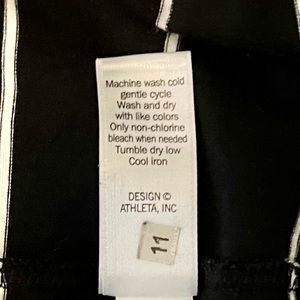 Machine wash cold
gentle cycle
Wash and dry
with like colors
Only non-chlorine
bleach when needed
Tumble dry low
Cool iron
DESIGN ©
ATHLETA, INC
11